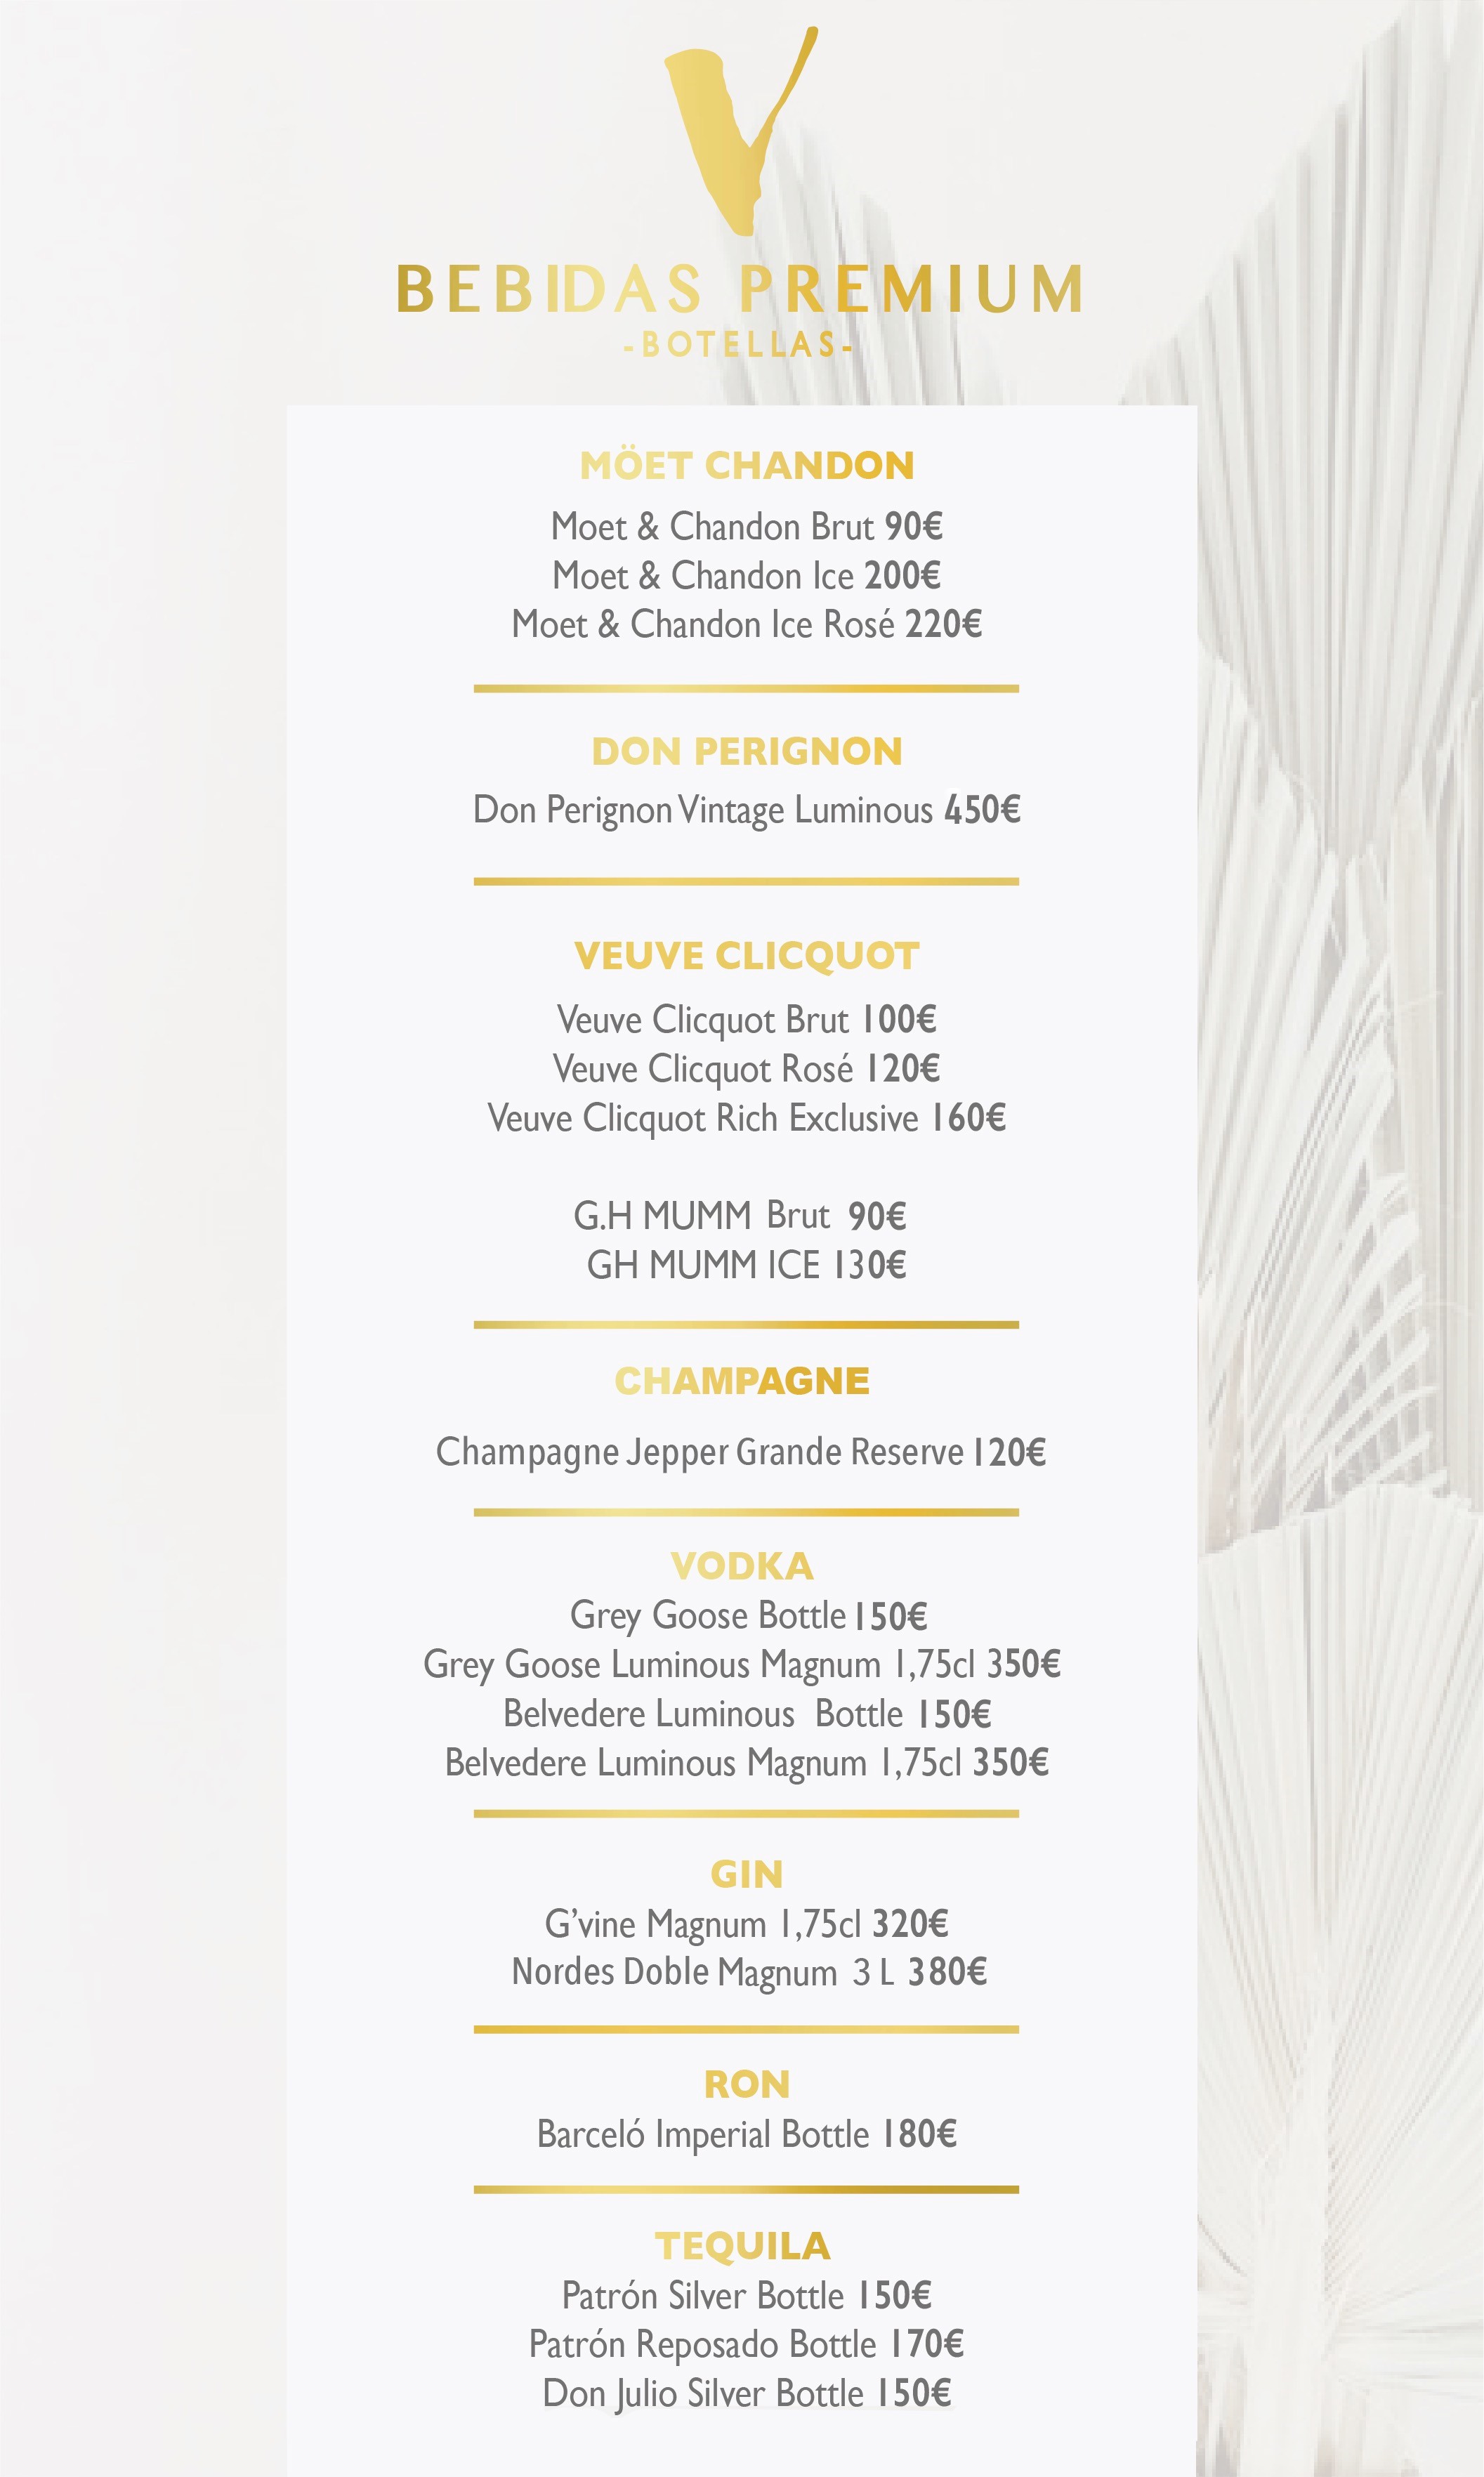 V
BEBIDAS PREMIUM
-BOTELLAS-
MÖET CHANDON
Moet & Chandon Brut 90€
Moet & Chandon Ice 200€
Moet & Chandon Ice Rosé 220€
DON PERIGNON
Don Perignon Vintage Luminous 450€
VEUVE CLICQUOT
Veuve Clicquot Brut 100€
Veuve Clicquot Rosé 120€
Veuve Clicquot Rich Exclusive 160€
G.H MUMM Brut 90€
GH MUMM ICE 130€
CHAMPAGNE
Champagne Jepper Grande Reserve 120€
VODKA
Grey Goose Bottle 150€
Grey Goose Luminous Magnum 1,75cl 350€
Belvedere Luminous Bottle 150€
Belvedere Luminous Magnum 1,75cl 350€
GIN
G’vine Magnum 1,75cl 320€
Nordes Doble Magnum 3 L 380€
RON
Barceló Imperial Bottle 180€
TEQUILA
Patrón Silver Bottle 150€
Patrón Reposado Bottle 170€
Don Julio Silver Bottle 150€